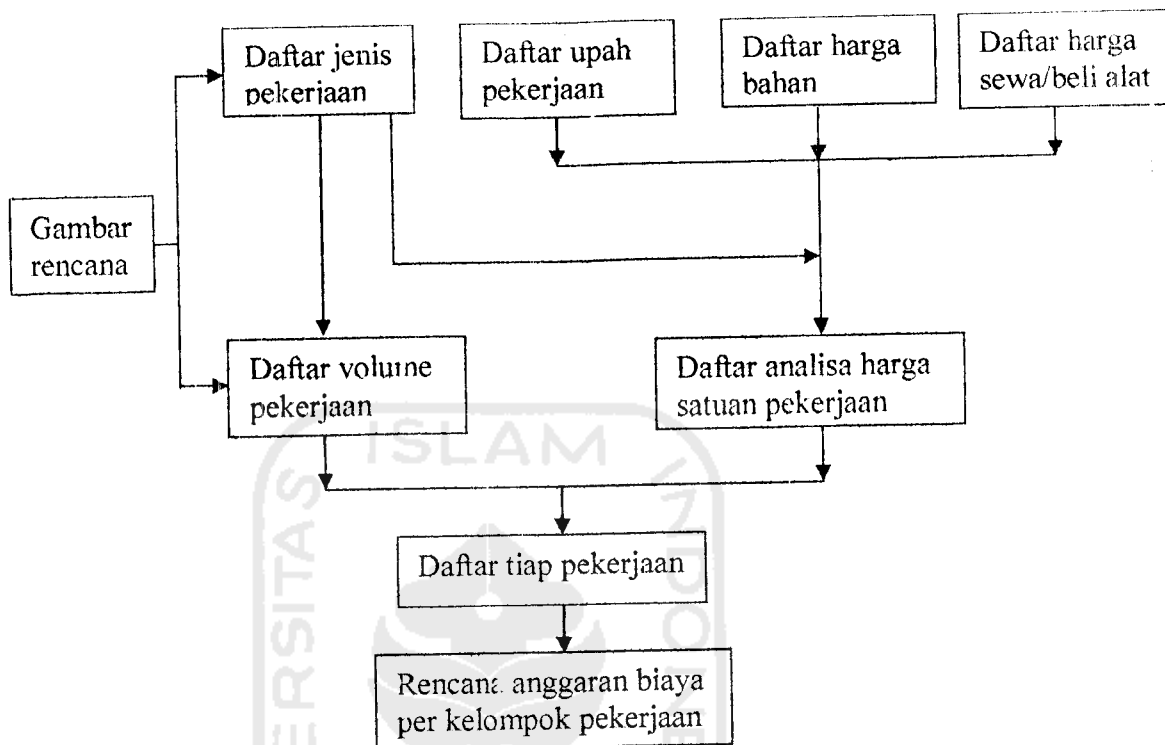 Daftar jenis
pekerjaan
Daftar upah
pekerjaan
Daftar harga
bahan
Daftar harga
sewa/beli alat
Gambar
rencana
Daftar volume
pekerjaan
Daftar analisa harga
satuan pekerjaan
Daftar tiap pekerjaan
Rencana anggaran biaya
per kelompok pekerjaan
ISLAM